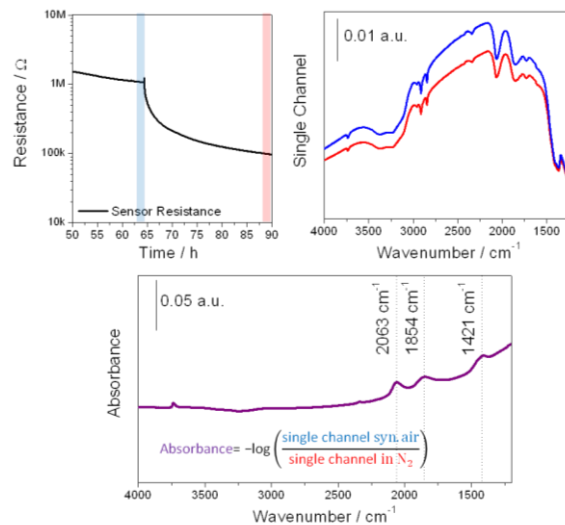 10M
1M
100k
10k
Resistance / Ω
Sensor Resistance
50 55 60 65 70 75 80 85 90
Time / h
0.01 a.u.
Single Channel
4000 3500 3000 2500 2000 1500
Wavenumber / cm⁻¹
0.05 a.u.
2063 cm⁻¹
1854 cm⁻¹
1421 cm⁻¹
Absorbance
Absorbance= −log(single channel syn. air / single channel in N₂)
4000 3500 3000 2500 2000 1500
Wavenumber / cm⁻¹